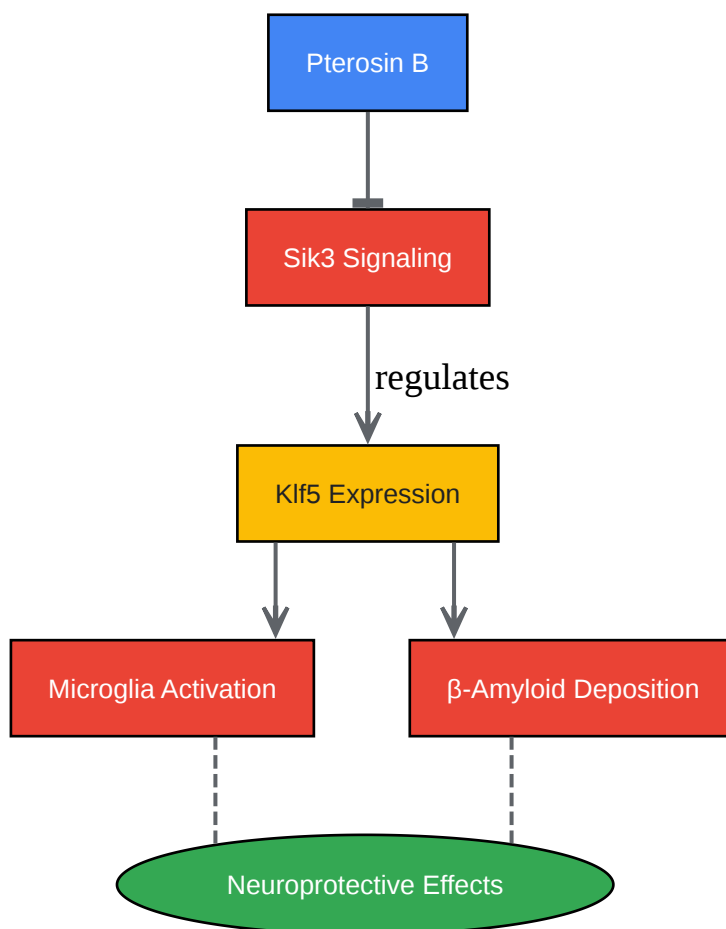 Pterosin B
Sik3 Signaling
regulates
Klf5 Expression
Microglia Activation
β-Amyloid Deposition
Neuroprotective Effects